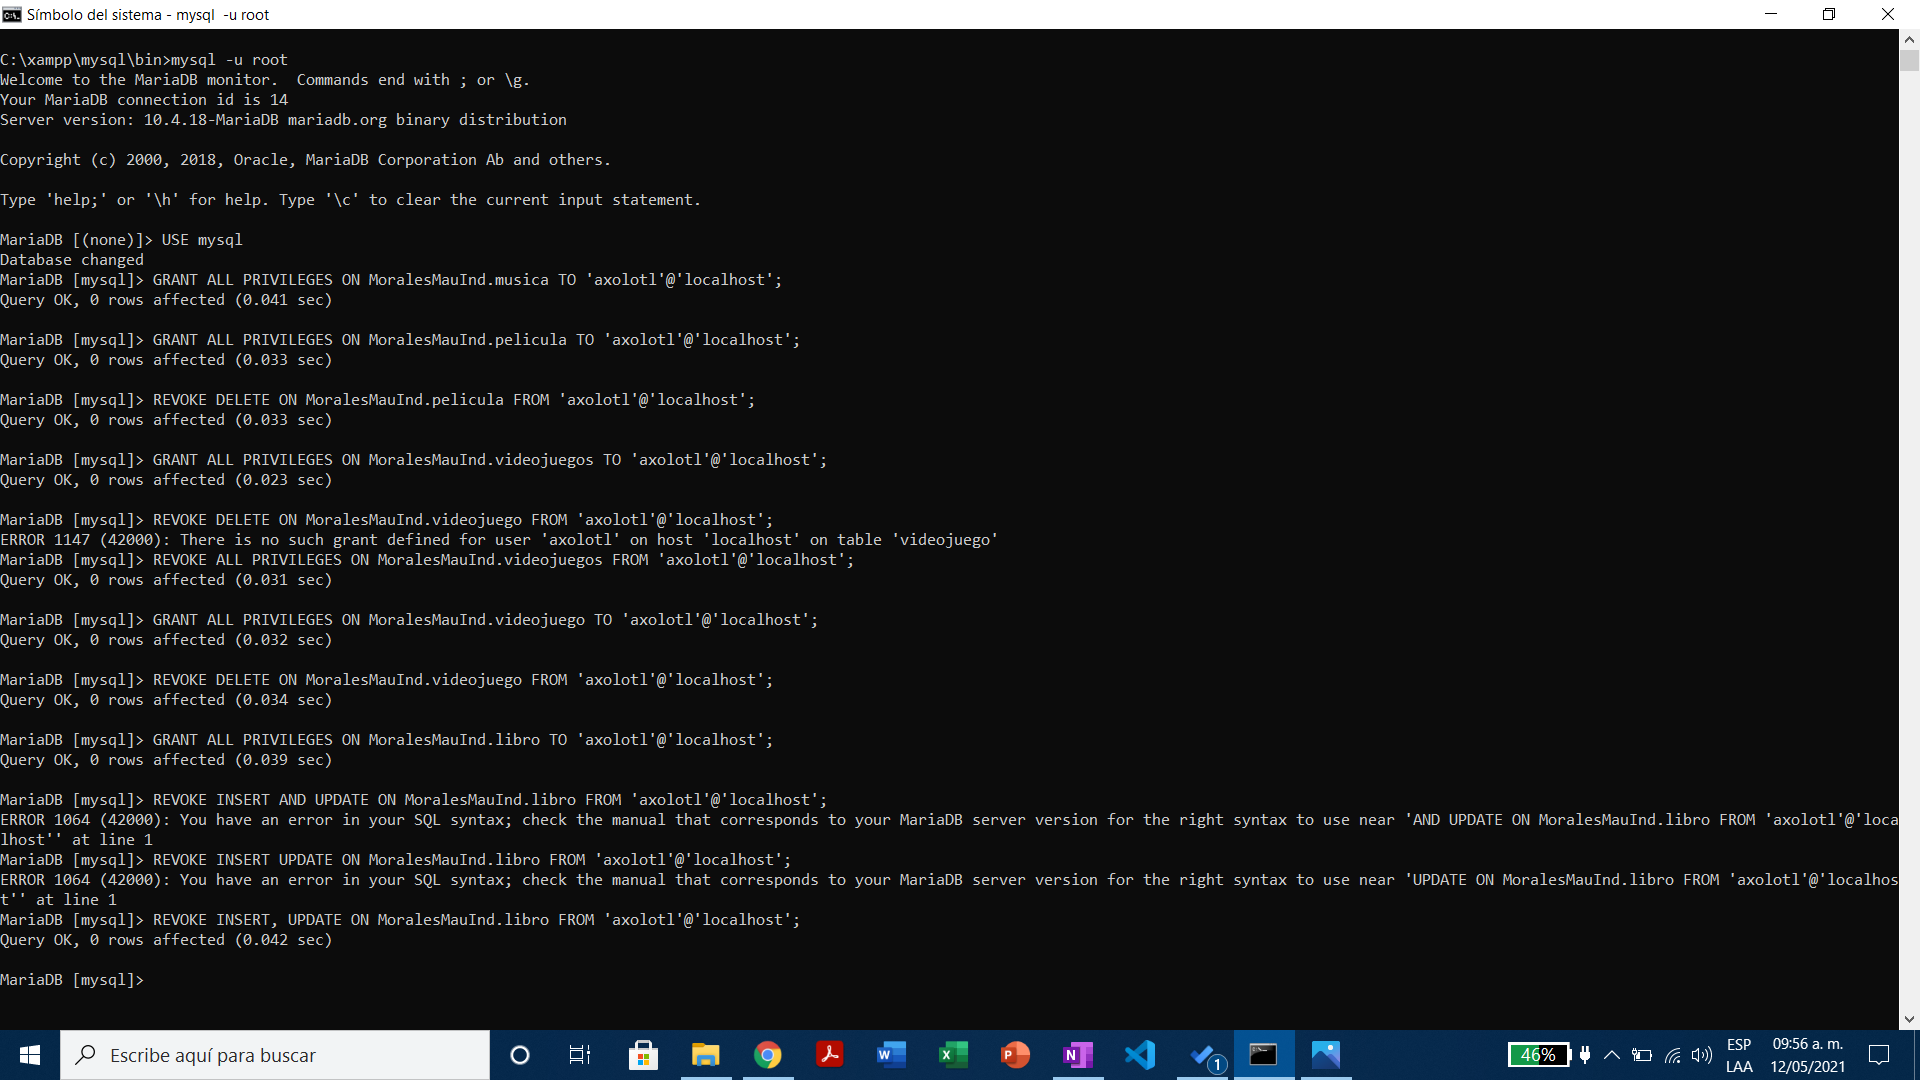 Símbolo del sistema - mysql  -u root
C:\xampp\mysql\bin>mysql -u root
Welcome to the MariaDB monitor.  Commands end with ; or \g.
Your MariaDB connection id is 14
Server version: 10.4.18-MariaDB mariadb.org binary distribution
Copyright (c) 2000, 2018, Oracle, MariaDB Corporation Ab and others.
Type 'help;' or '\h' for help. Type '\c' to clear the current input statement.
MariaDB [(none)]> USE mysql
Database changed
MariaDB [mysql]> GRANT ALL PRIVILEGES ON MoralesMauInd.musica TO 'axolotl'@'localhost';
Query OK, 0 rows affected (0.041 sec)
MariaDB [mysql]> GRANT ALL PRIVILEGES ON MoralesMauInd.pelicula TO 'axolotl'@'localhost';
Query OK, 0 rows affected (0.033 sec)
MariaDB [mysql]> REVOKE DELETE ON MoralesMauInd.pelicula FROM 'axolotl'@'localhost';
Query OK, 0 rows affected (0.033 sec)
MariaDB [mysql]> GRANT ALL PRIVILEGES ON MoralesMauInd.videojuegos TO 'axolotl'@'localhost';
Query OK, 0 rows affected (0.023 sec)
MariaDB [mysql]> REVOKE DELETE ON MoralesMauInd.videojuego FROM 'axolotl'@'localhost';
ERROR 1147 (42000): There is no such grant defined for user 'axolotl' on host 'localhost' on table 'videojuego'
MariaDB [mysql]> REVOKE ALL PRIVILEGES ON MoralesMauInd.videojuegos FROM 'axolotl'@'localhost';
Query OK, 0 rows affected (0.031 sec)
MariaDB [mysql]> GRANT ALL PRIVILEGES ON MoralesMauInd.videojuego TO 'axolotl'@'localhost';
Query OK, 0 rows affected (0.032 sec)
MariaDB [mysql]> REVOKE DELETE ON MoralesMauInd.videojuego FROM 'axolotl'@'localhost';
Query OK, 0 rows affected (0.034 sec)
MariaDB [mysql]> GRANT ALL PRIVILEGES ON MoralesMauInd.libro TO 'axolotl'@'localhost';
Query OK, 0 rows affected (0.039 sec)
MariaDB [mysql]> REVOKE INSERT AND UPDATE ON MoralesMauInd.libro FROM 'axolotl'@'localhost';
ERROR 1064 (42000): You have an error in your SQL syntax; check the manual that corresponds to your MariaDB server version for the right syntax to use near 'AND UPDATE ON MoralesMauInd.libro FROM 'axolotl'@'loca
lhost'' at line 1
MariaDB [mysql]> REVOKE INSERT UPDATE ON MoralesMauInd.libro FROM 'axolotl'@'localhost';
ERROR 1064 (42000): You have an error in your SQL syntax; check the manual that corresponds to your MariaDB server version for the right syntax to use near 'UPDATE ON MoralesMauInd.libro FROM 'axolotl'@'localhos
t'' at line 1
MariaDB [mysql]> REVOKE INSERT, UPDATE ON MoralesMauInd.libro FROM 'axolotl'@'localhost';
Query OK, 0 rows affected (0.042 sec)
MariaDB [mysql]>
Escribe aquí para buscar
1
46%
ESP
LAA
09:56 a. m.
12/05/2021